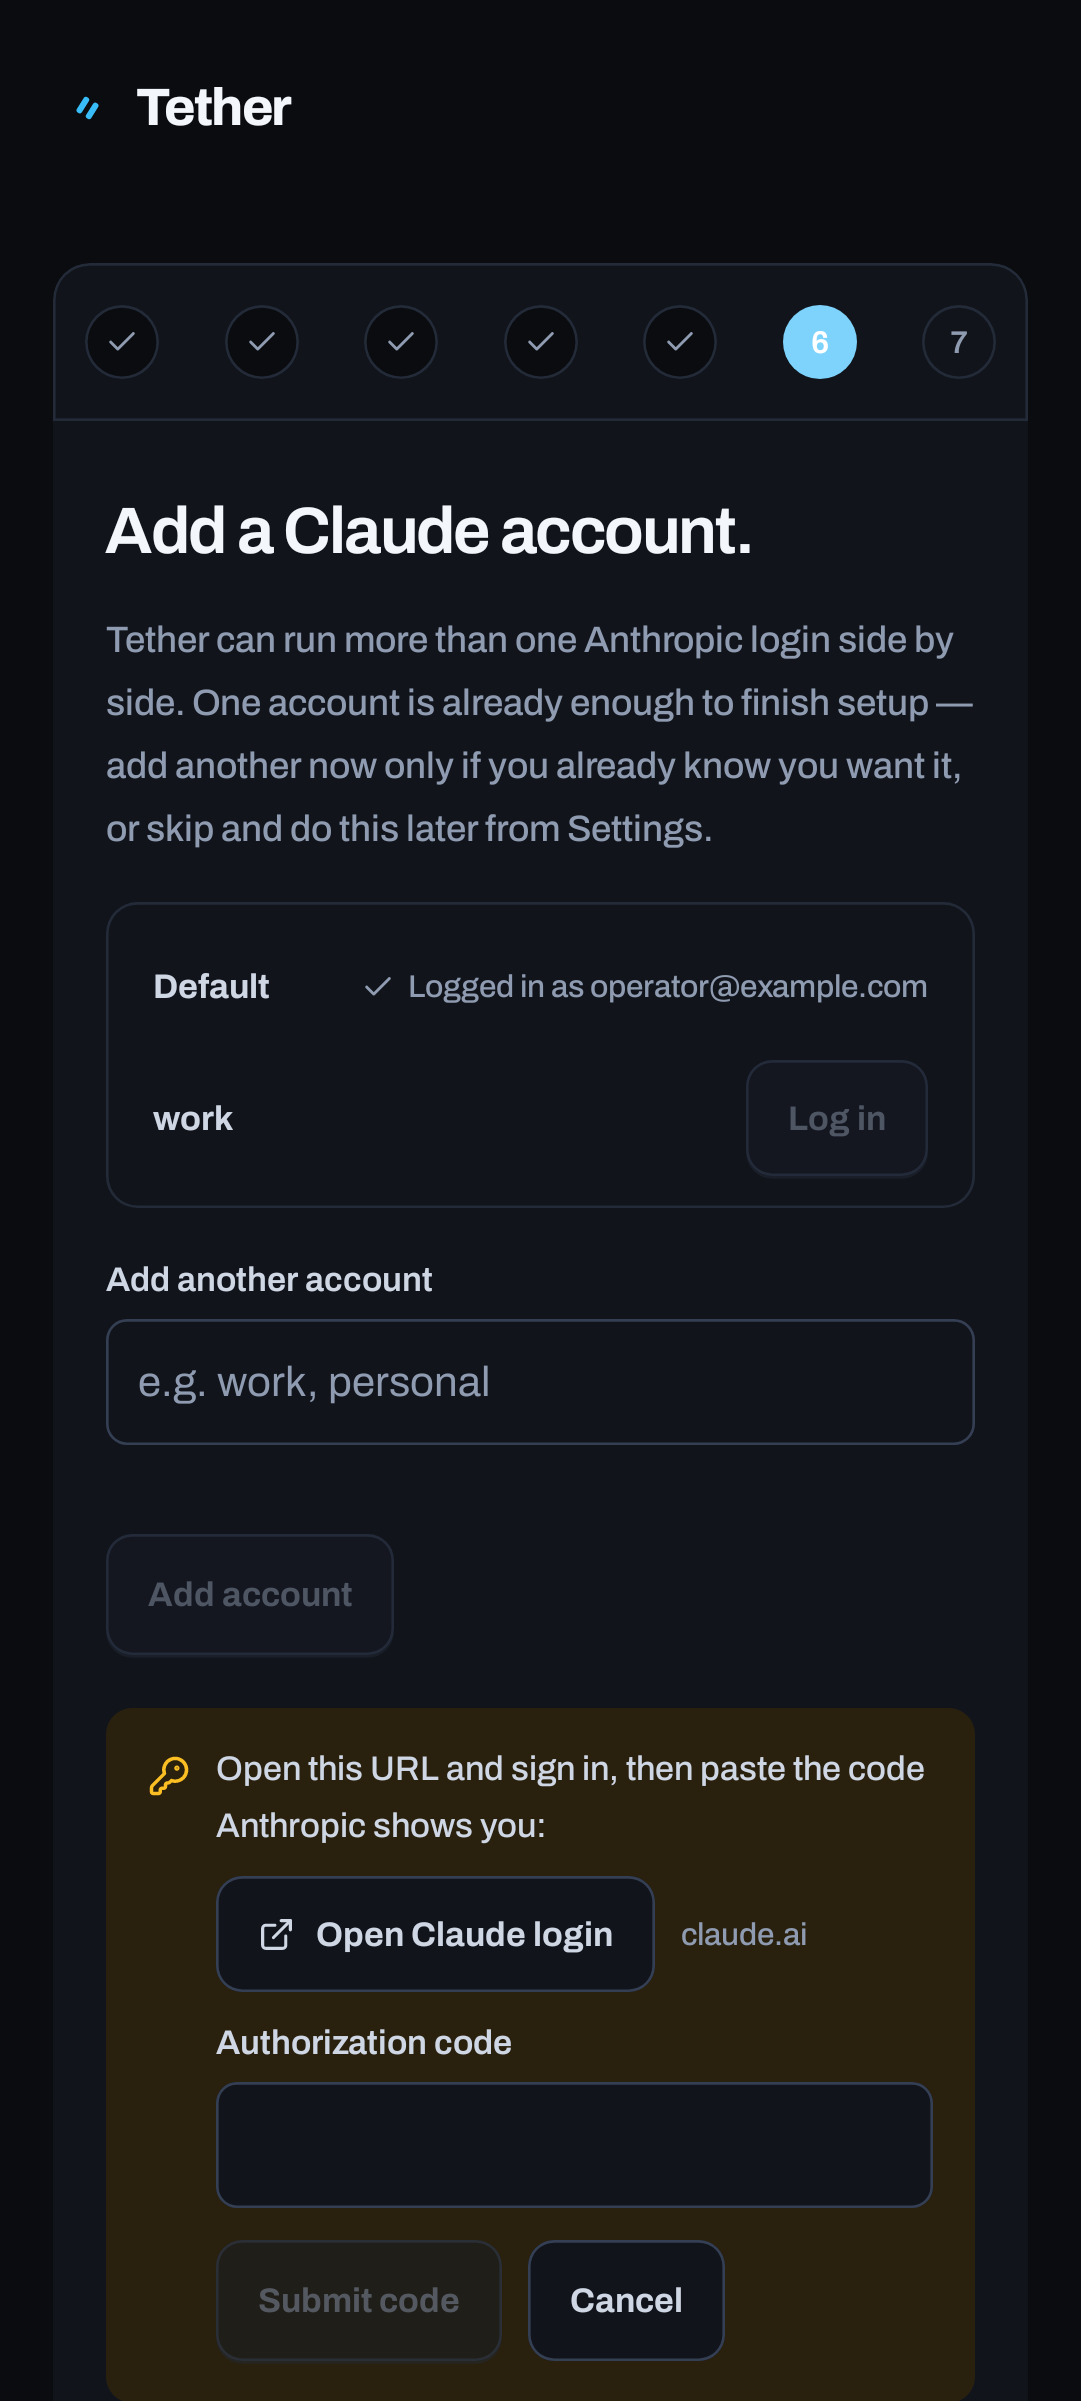 Tether
6
7
Add a Claude account.
Tether can run more than one Anthropic login side by
side. One account is already enough to finish setup —
add another now only if you already know you want it,
or skip and do this later from Settings.
Default
Logged in as operator@example.com
work
Log in
Add another account
e.g. work, personal
Add account
Open this URL and sign in, then paste the code
Anthropic shows you:
Open Claude login
claude.ai
Authorization code
Submit code
Cancel